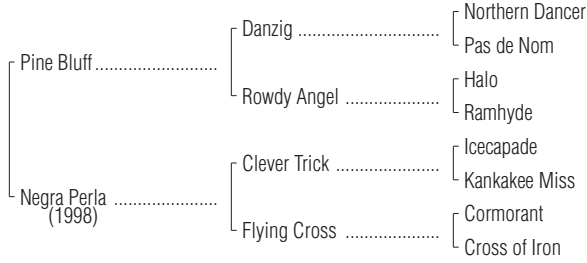 Northern Dancer
Danzig ..............................
Pas de Nom
Pine Bluff ..........................
Halo
Rowdy Angel ....................
Ramhyde
Icecapade
Clever Trick ......................
Kankakee Miss
Negra Perla ......................
(1998)
Cormorant
Flying Cross ....................
Cross of Iron